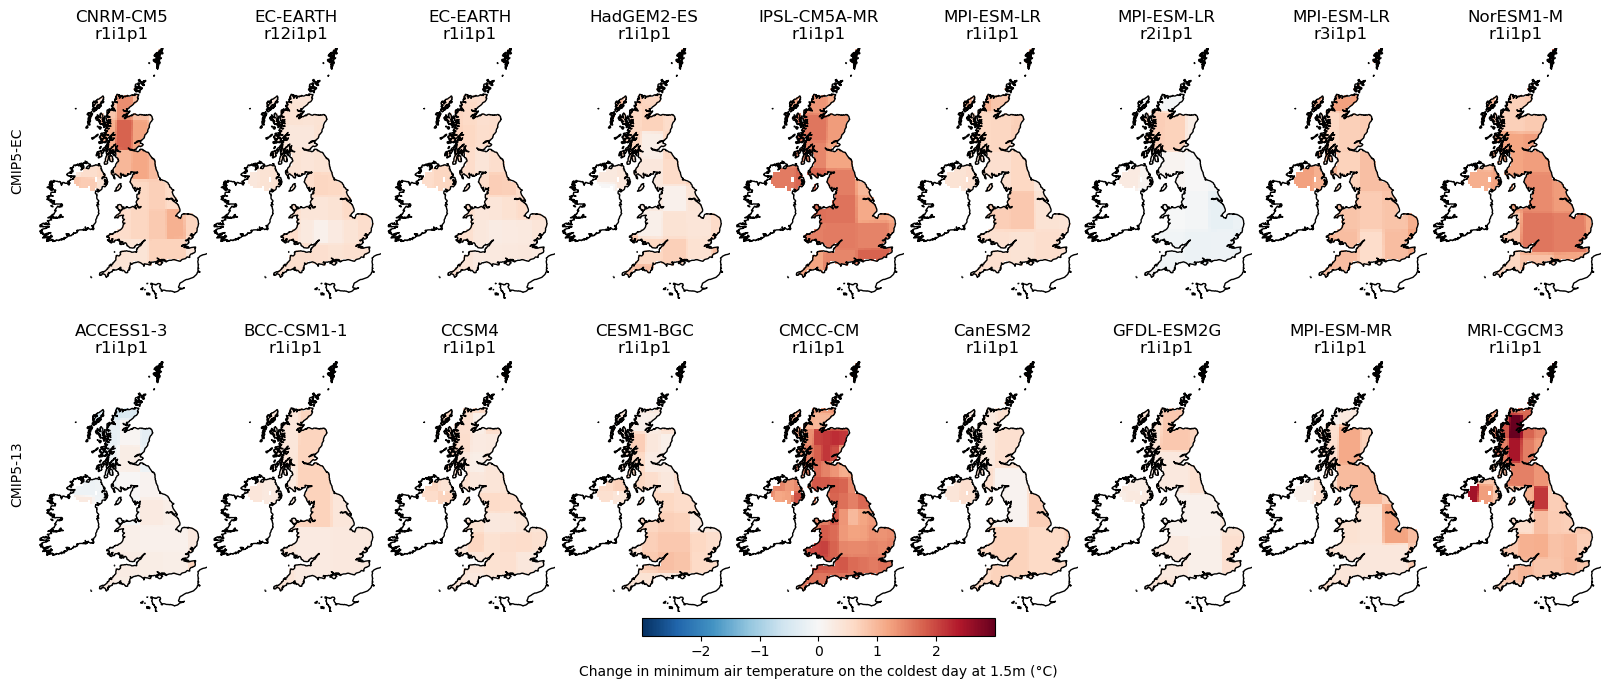 CNRM-CM5 EC-EARTH EC-EARTH HadGEM2-ES IPSL-CM5A-MR MPI-ESM-LR MPI-ESM-LR MPI-ESM-LR NorESM1-M
r1i1p1 r12i1p1 r1i1p1 r1i1p1 r1i1p1 r1i1p1 r2i1p1 r3i1p1 r1i1p1
CMIP5-EC
ACCESS1-3 BCC-CSM1-1 CCSM4 CESM1-BGC CMCC-CM CanESM2 GFDL-ESM2G MPI-ESM-MR MRI-CGCM3
r1i1p1 r1i1p1 r1i1p1 r1i1p1 r1i1p1 r1i1p1 r1i1p1 r1i1p1 r1i1p1
CMIP5-13
−2 −1 0 1 2
Change in minimum air temperature on the coldest day at 1.5m (°C)